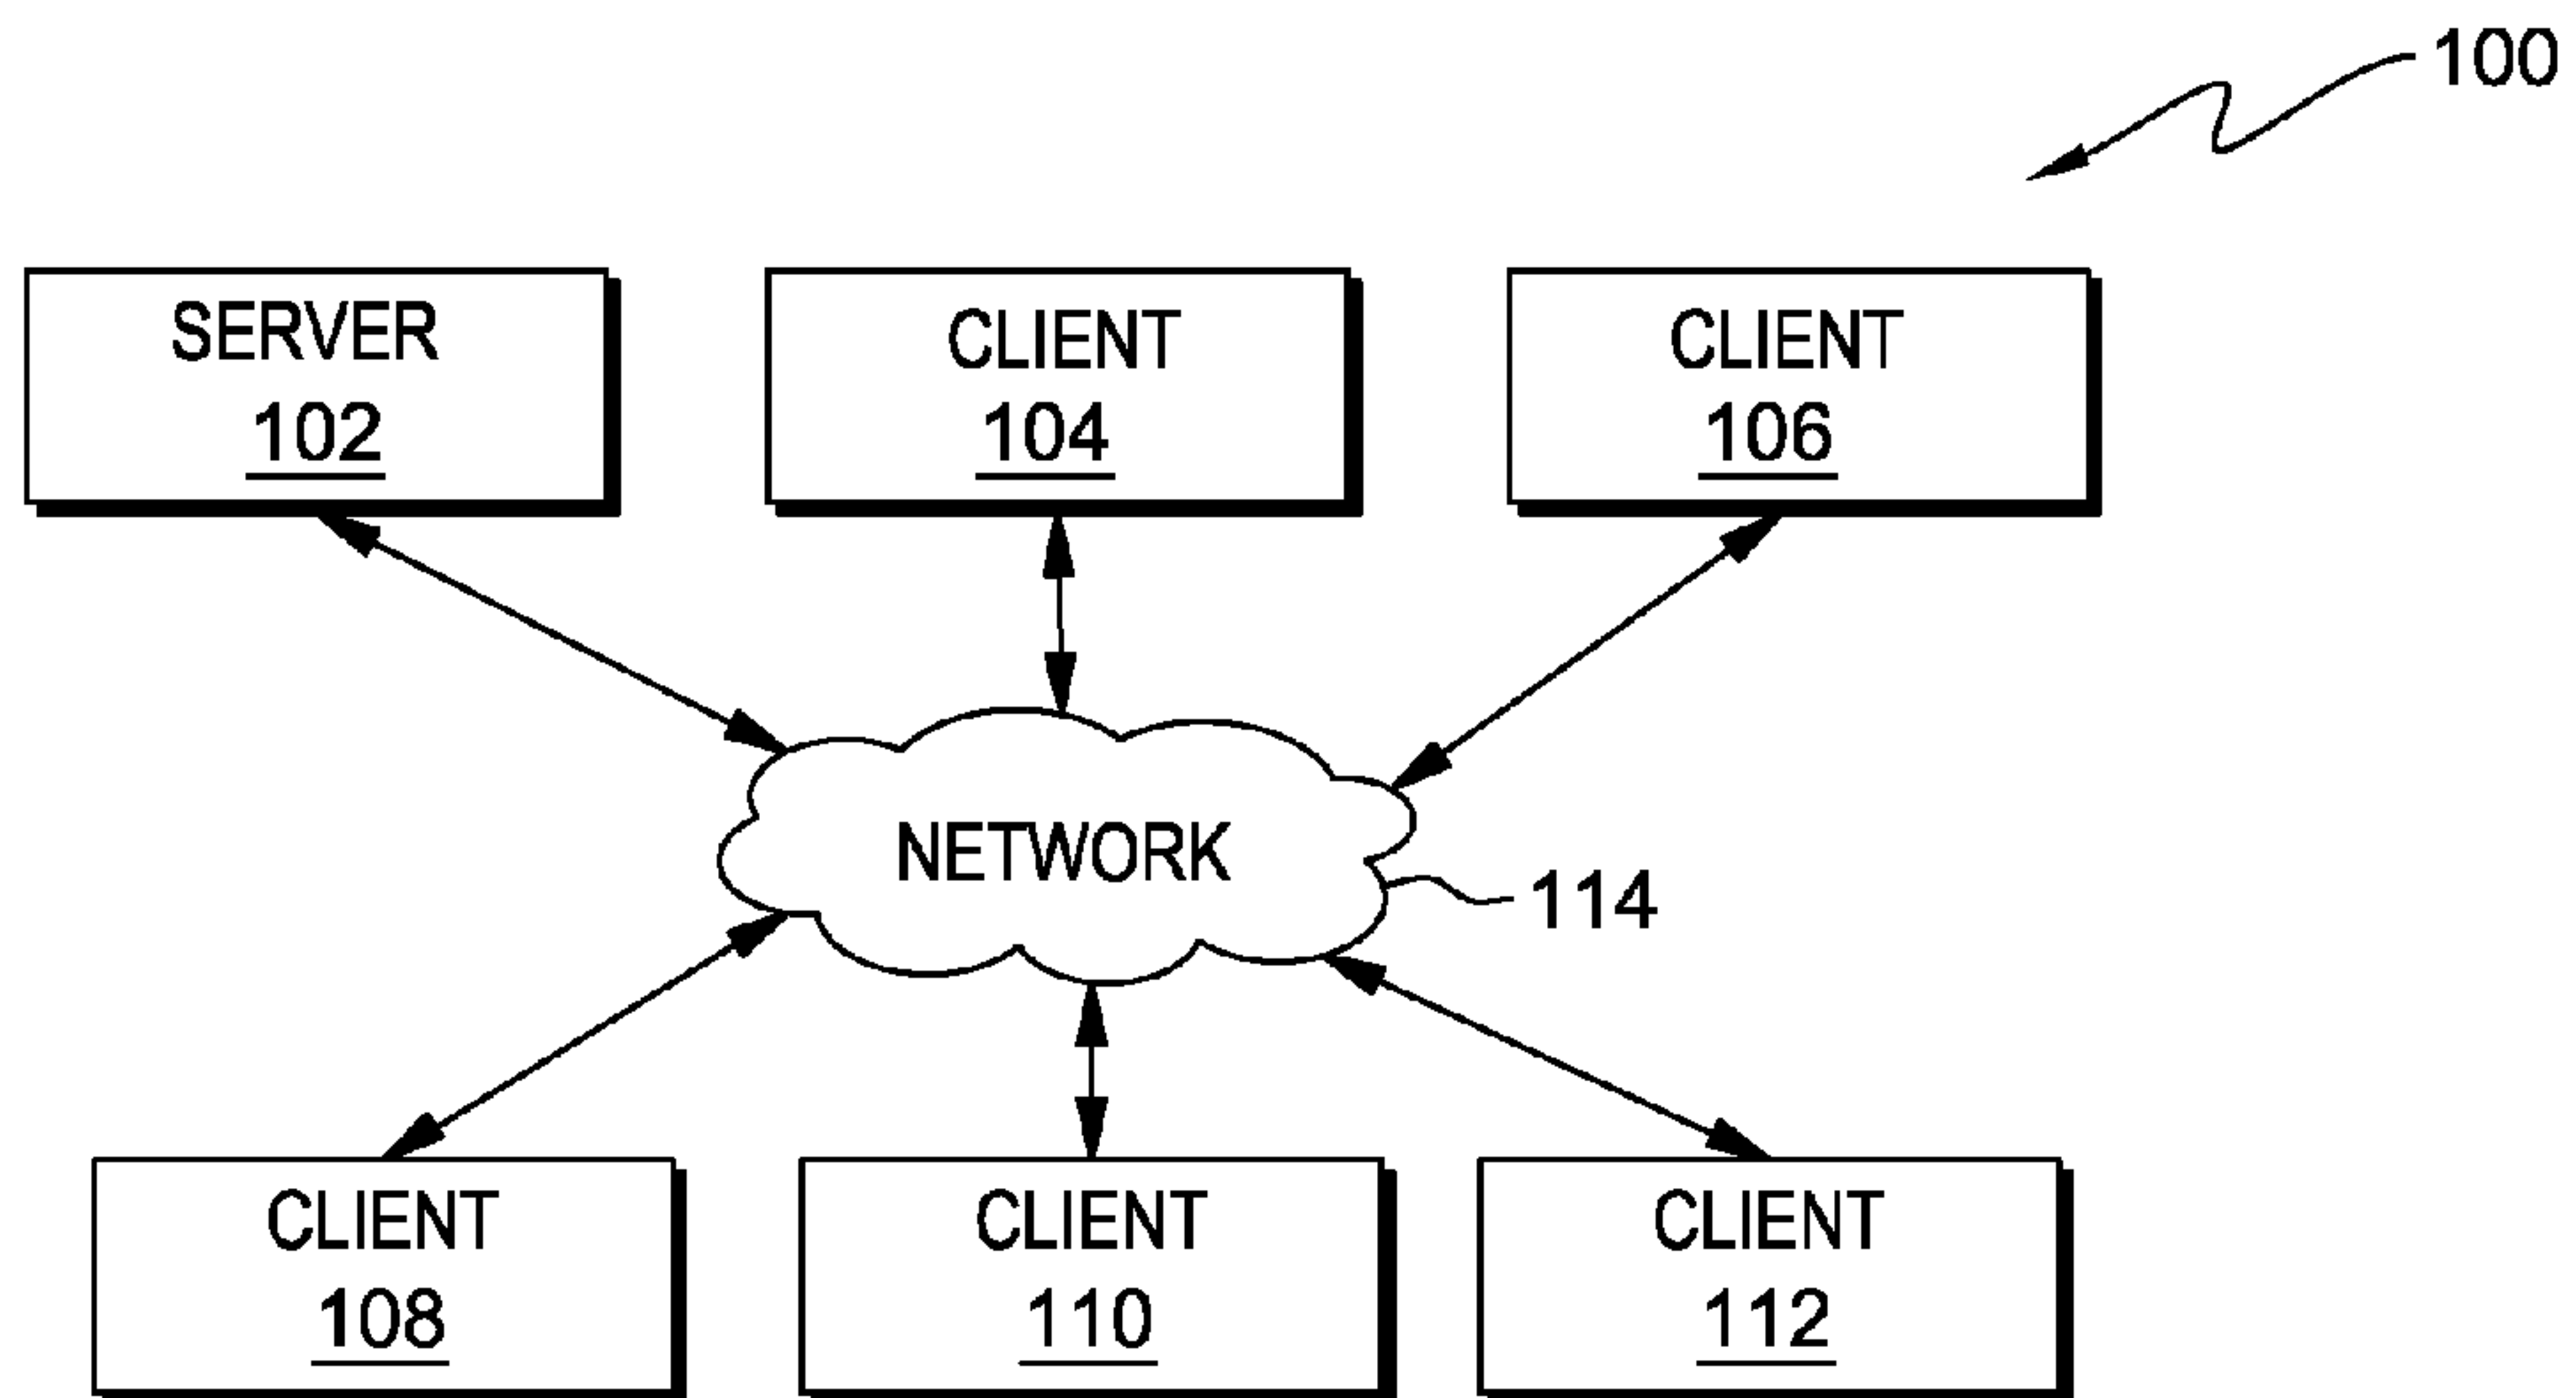 100
SERVER
102
CLIENT
104
CLIENT
106
NETWORK
114
CLIENT
108
CLIENT
110
CLIENT
112